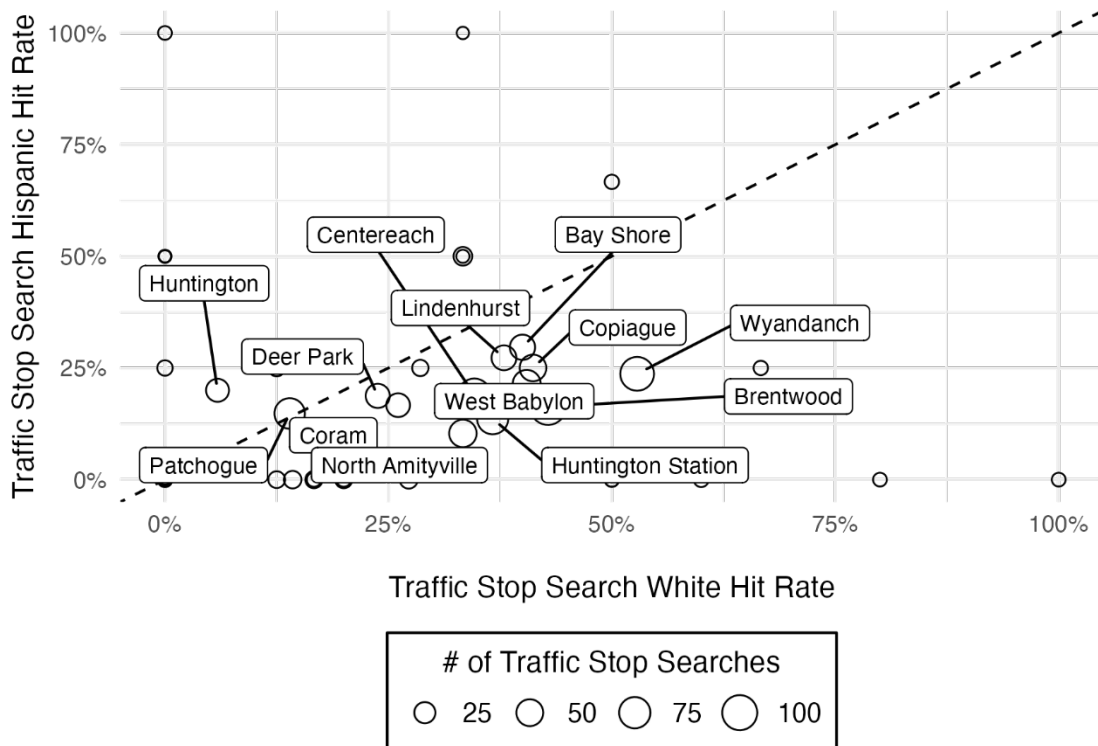 Traffic Stop Search Hispanic Hit Rate
100%
75%
50%
25%
0%
Centereach
Bay Shore
Huntington
Lindenhurst
Copiague
Wyandanch
Deer Park
West Babylon
Brentwood
Coram
Patchogue
North Amityville
Huntington Station
0%
25%
50%
75%
100%
Traffic Stop Search White Hit Rate
# of Traffic Stop Searches
25
50
75
100